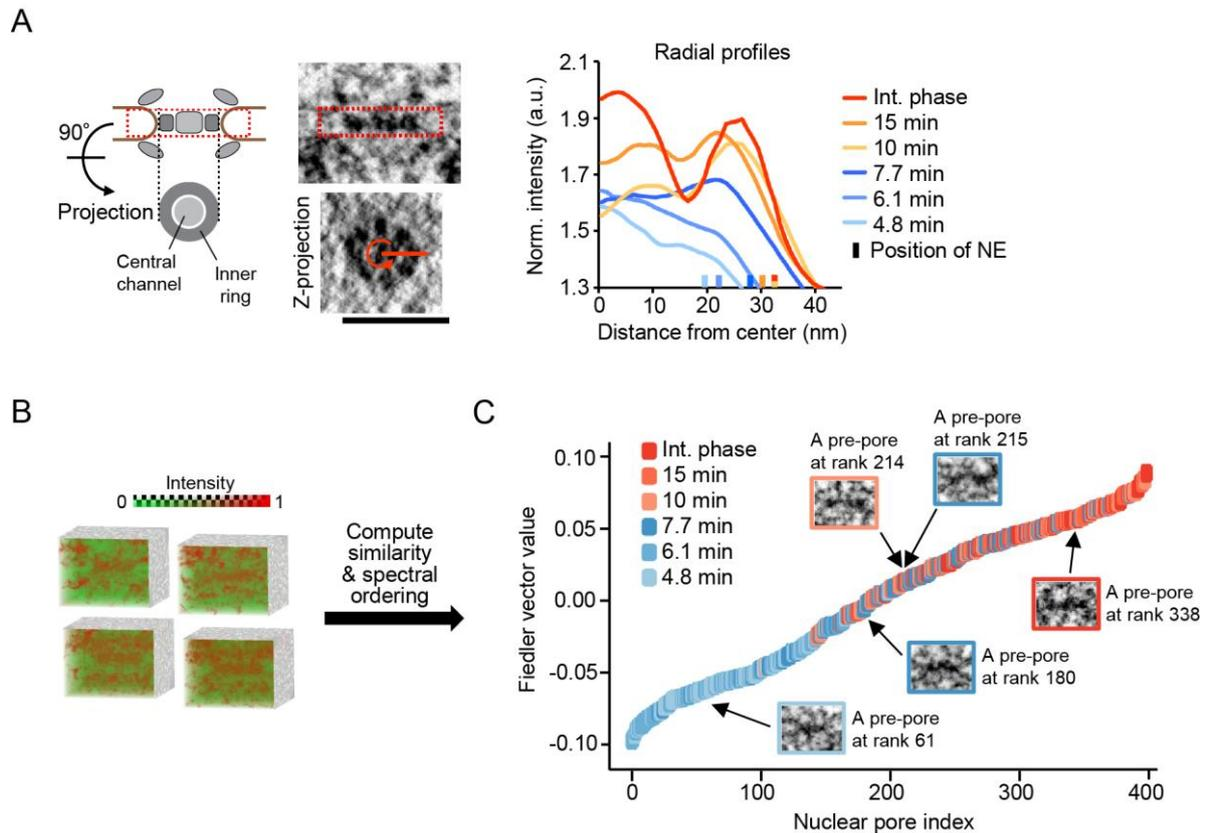 A
90°
Projection
Central
channel
Inner
ring
Z-projection
Radial profiles
Norm. intensity (a.u.)
2.1
1.9
1.7
1.5
1.3
0
10
20
30
40
Distance from center (nm)
Int. phase
15 min
10 min
7.7 min
6.1 min
4.8 min
Position of NE
B
Intensity
0
1
Compute
similarity
& spectral
ordering
C
Fiedler vector value
0.10
0.05
0.00
-0.05
-0.10
0
100
200
300
400
Nuclear pore index
Int. phase
15 min
10 min
7.7 min
6.1 min
4.8 min
A pre-pore
at rank 214
A pre-pore
at rank 215
A pre-pore
at rank 338
A pre-pore
at rank 180
A pre-pore
at rank 61